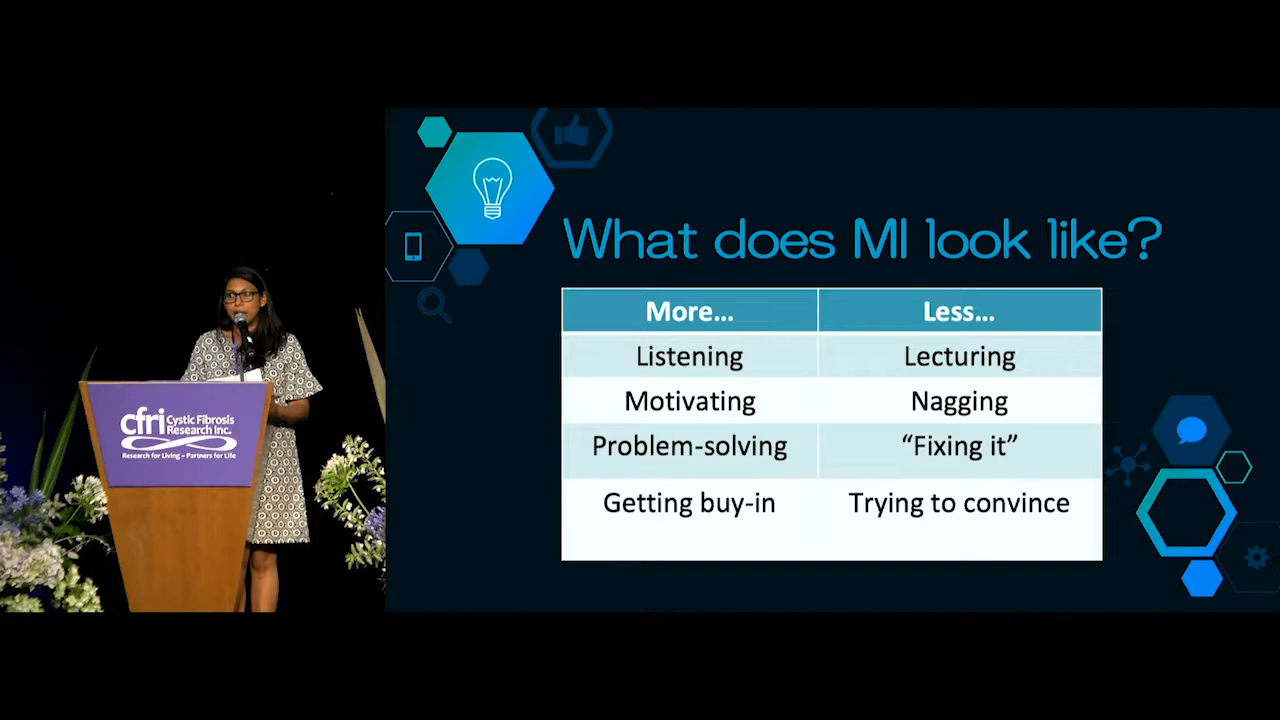 What does MI look like?
More… Less…
Listening Lecturing
Motivating Nagging
Problem-solving “Fixing it”
Getting buy-in Trying to convince
cfri Cystic Fibrosis
Research Inc.
Research for Living ~ Partners for Life